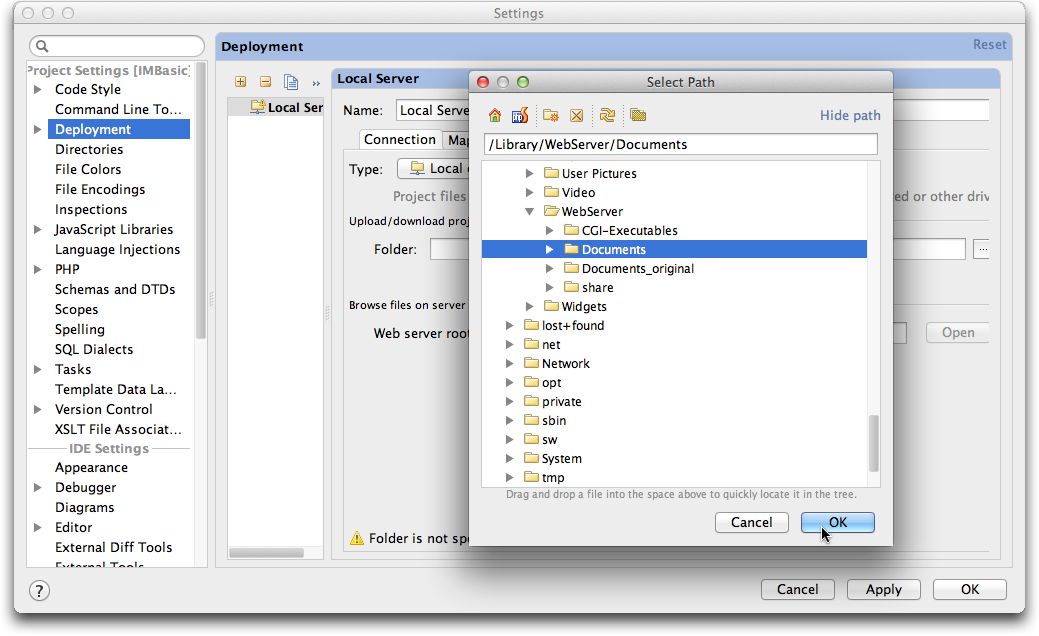 Settings
Project Settings [IMBasic]
Code Style
Command Line To...
Deployment
Directories
File Colors
File Encodings
Inspections
JavaScript Libraries
Language Injections
PHP
Schemas and DTDs
Scopes
Spelling
SQL Dialects
Tasks
Template Data La...
Version Control
XSLT File Associat...
IDE Settings
Appearance
Debugger
Diagrams
Editor
External Diff Tools
External Tools
Deployment
Reset
»
Local Ser
Local Server
Name: Local Serve
Connection Map
Type: Local
Project files
ed or other driv
Upload/download proj
Folder:
...
Browse files on server
Web server root
Open
Folder is not spe
Select Path
Hide path
/Library/WebServer/Documents
User Pictures
Video
WebServer
CGI-Executables
Documents
Documents_original
share
Widgets
lost+found
net
Network
opt
private
sbin
sw
System
tmp
Drag and drop a file into the space above to quickly locate it in the tree.
Cancel OK
? Cancel Apply OK